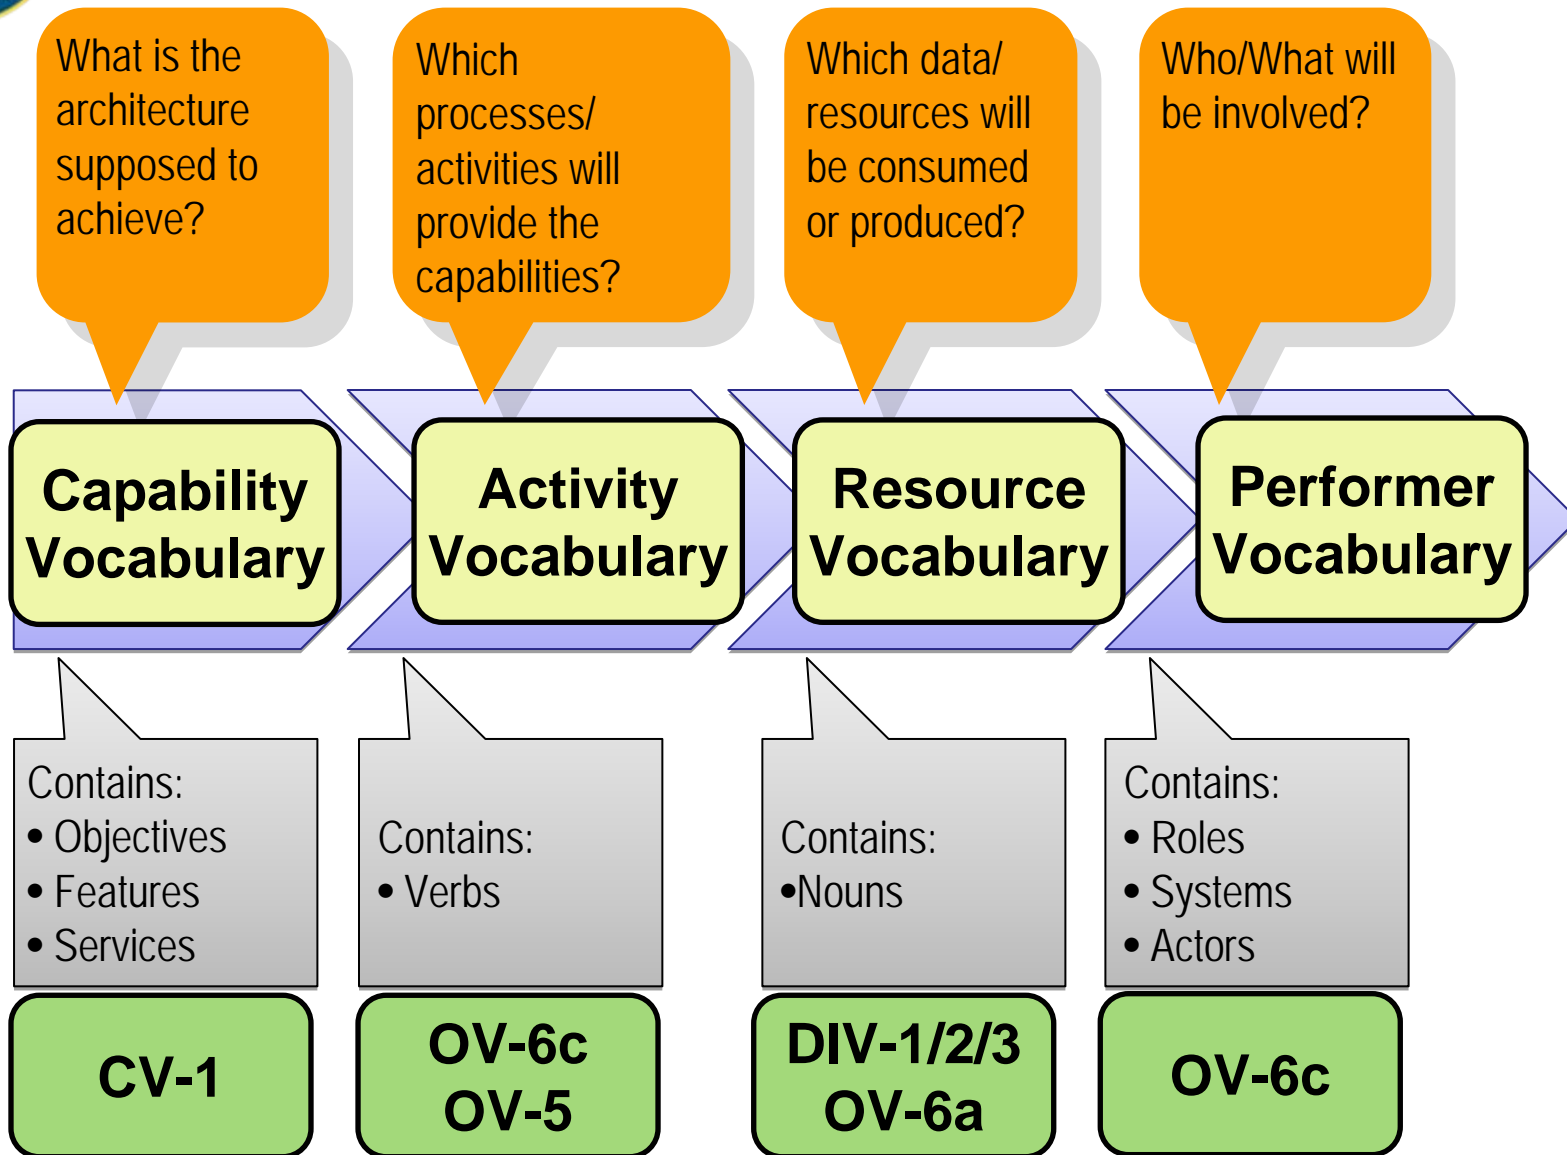 What is the
architecture
supposed to
achieve?
Which
processes/
activities will
provide the
capabilities?
Which data/
resources will
be consumed
or produced?
Who/What will
be involved?
Capability
Vocabulary
Activity
Vocabulary
Resource
Vocabulary
Performer
Vocabulary
Contains:
• Objectives
• Features
• Services
Contains:
• Verbs
Contains:
•Nouns
Contains:
• Roles
• Systems
• Actors
CV-1
OV-6c
OV-5
DIV-1/2/3
OV-6a
OV-6c